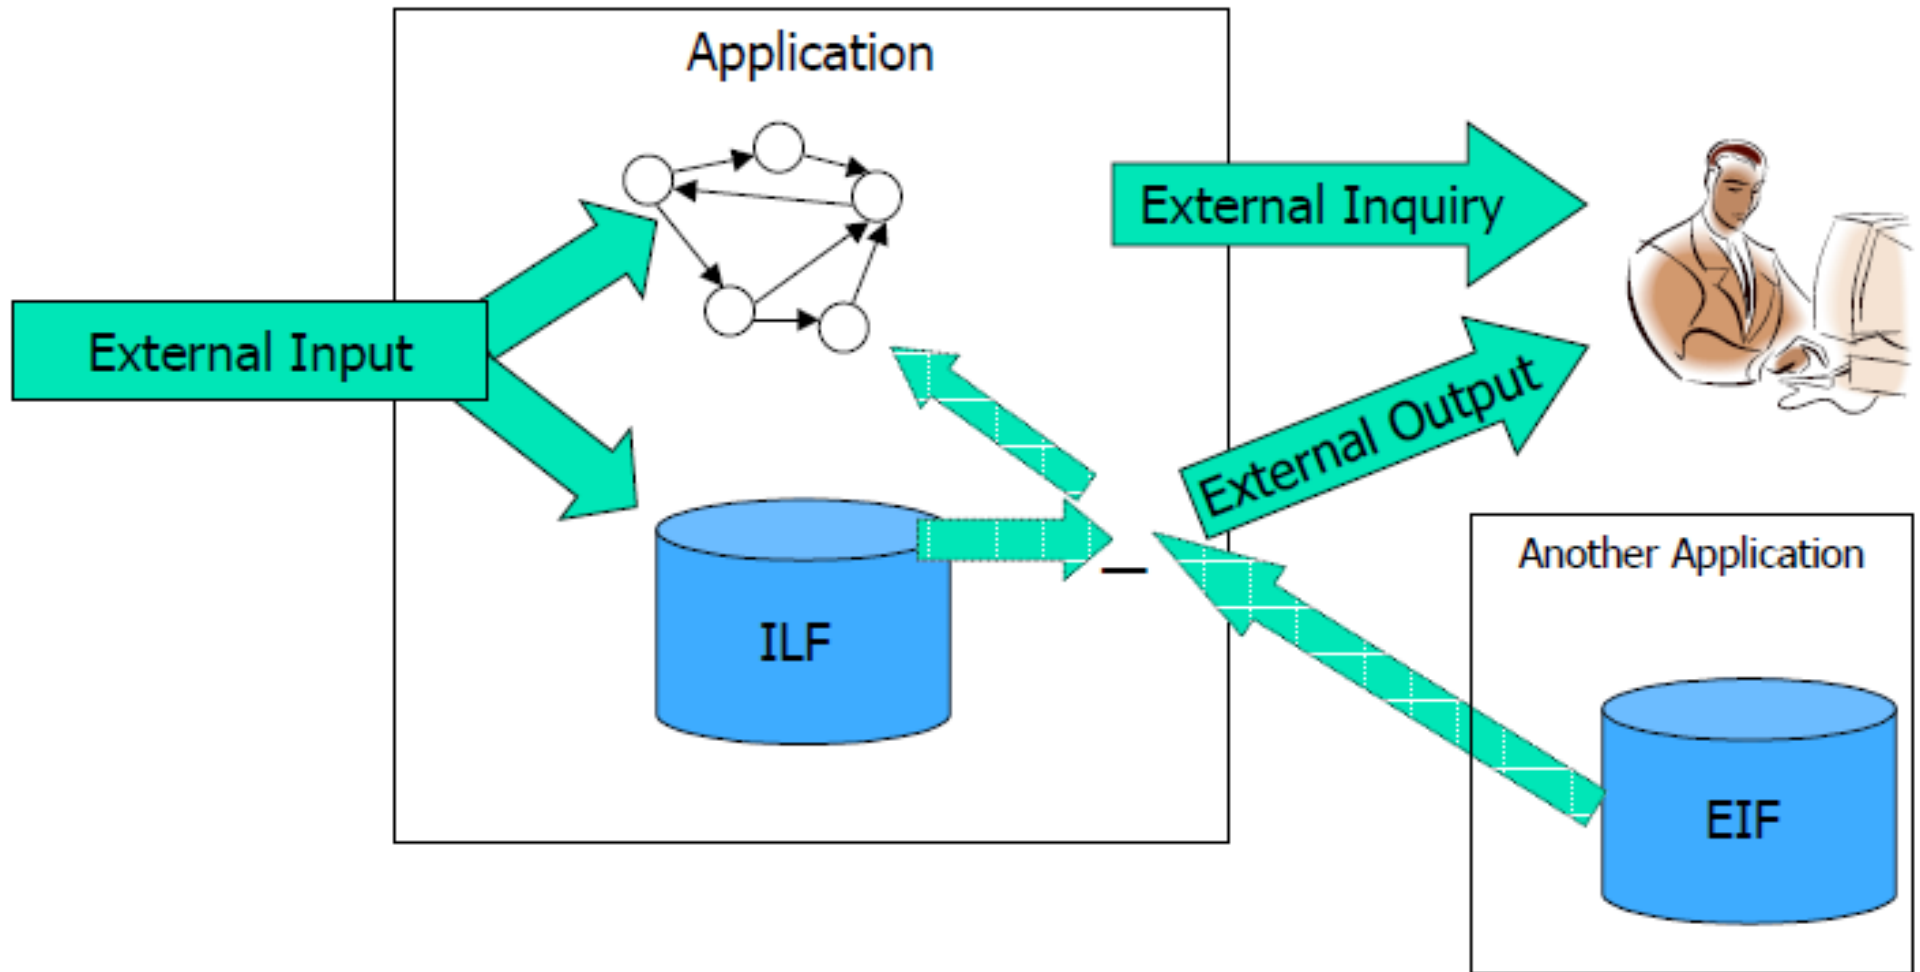 Application
External Inquiry
External Input
External Output
Another Application
ILF
EIF